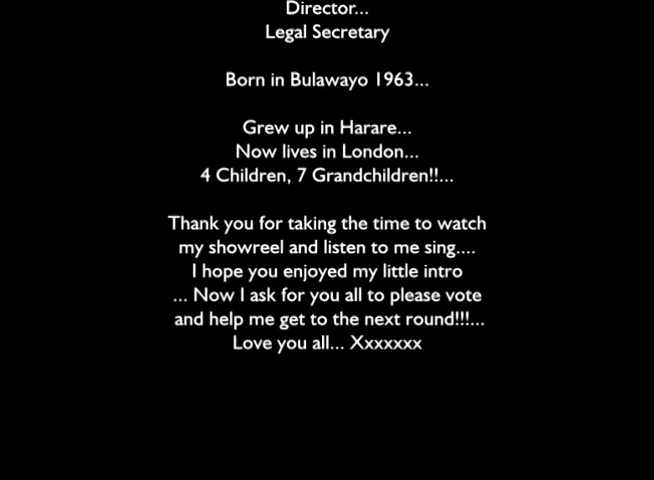 Director...
Legal Secretary
Born in Bulawayo 1963...
Grew up in Harare...
Now lives in London...
4 Children, 7 Grandchildren!!...
Thank you for taking the time to watch
my showreel and listen to me sing....
I hope you enjoyed my little intro
... Now I ask for you all to please vote
and help me get to the next round!!!...
Love you all... Xxxxxxx